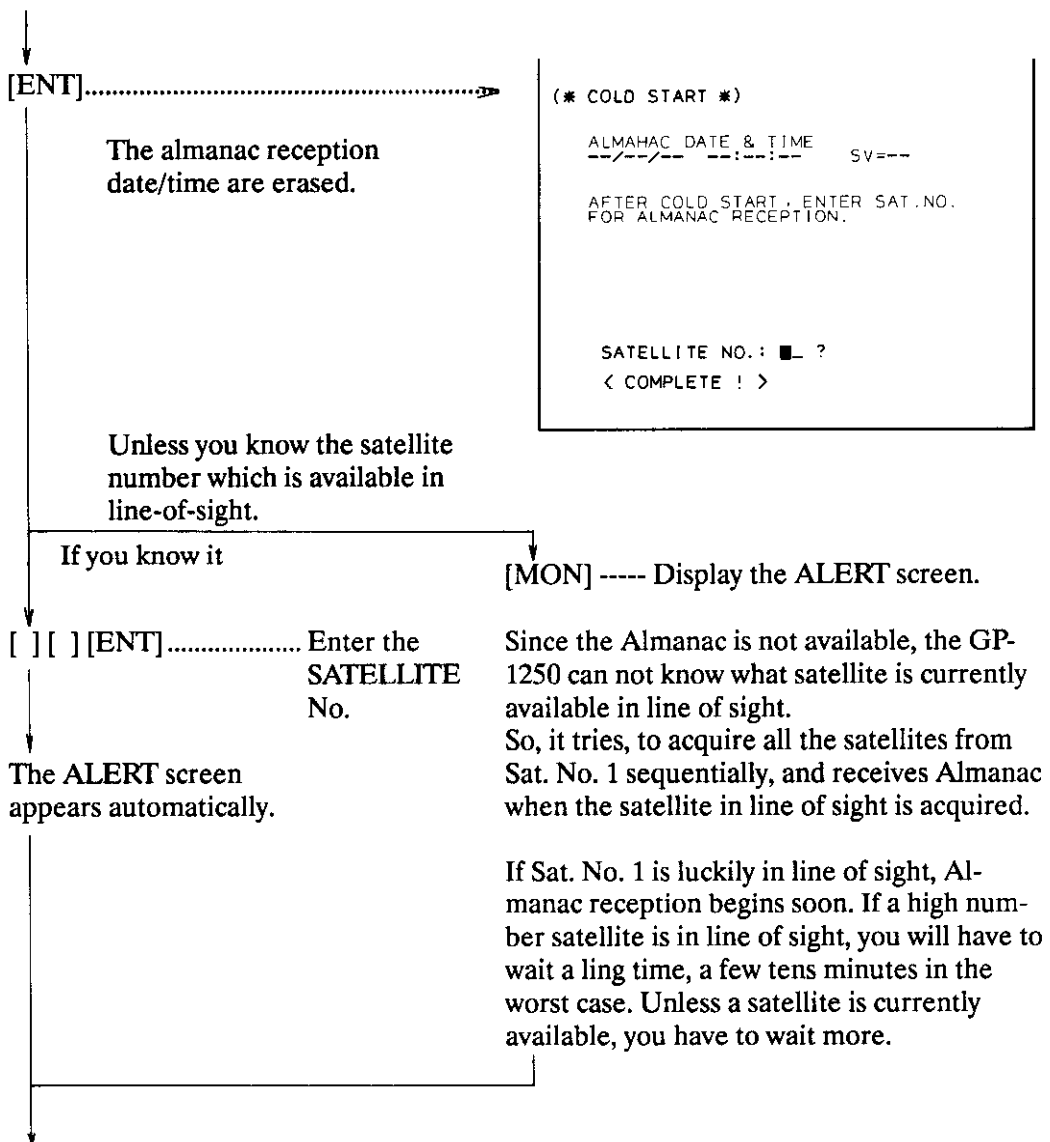 [ENT]
(✱ COLD START ✱)
The almanac reception
date/time are erased.
ALMAHAC DATE & TIME
--/--/-- --:--:-- SV=--
AFTER COLD START, ENTER SAT.NO.
FOR ALMANAC RECEPTION.
SATELLITE NO.: ■_ ?
< COMPLETE ! >
Unless you know the satellite
number which is available in
line-of-sight.
If you know it
[MON] ----- Display the ALERT screen.
[ ] [ ] [ENT].................... Enter the
SATELLITE
No.
The ALERT screen
appears automatically.
Since the Almanac is not available, the GP-
1250 can not know what satellite is currently
available in line of sight.
So, it tries, to acquire all the satellites from
Sat. No. 1 sequentially, and receives Almanac
when the satellite in line of sight is acquired.
If Sat. No. 1 is luckily in line of sight, Al-
manac reception begins soon. If a high num-
ber satellite is in line of sight, you will have to
wait a ling time, a few tens minutes in the
worst case. Unless a satellite is currently
available, you have to wait more.